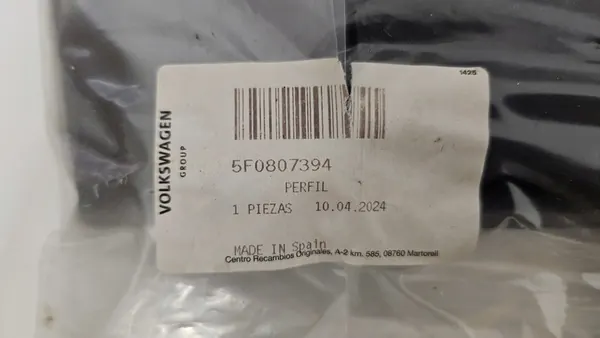 1425
VOLKSWAGEN
GROUP
5F0807394
PERFIL
1 PIEZAS 10.04.2024
MADE IN Spain
Centro Recambios Originales, A-2 km. 585, 08760 Martorell